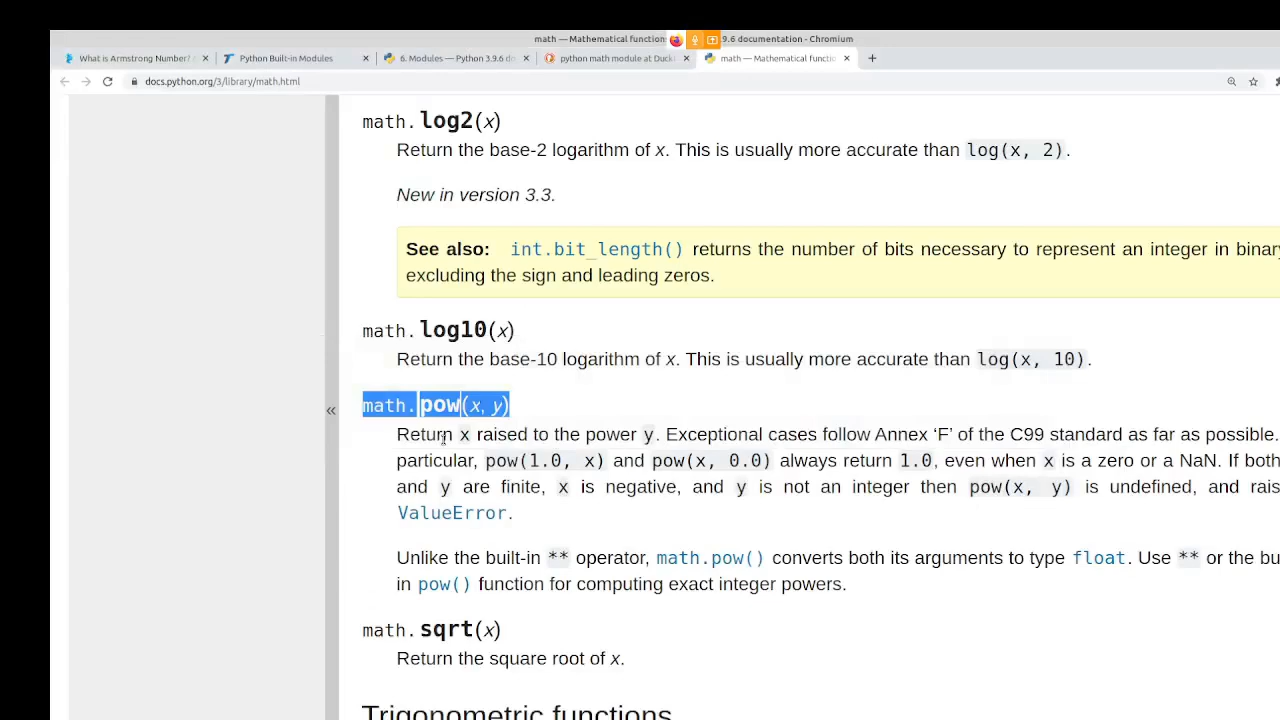 math — Mathematical function 9.6 documentation - Chromium
What is Armstrong Number? Python Built-in Modules 6. Modules — Python 3.9.6 do python math module at Duck math — Mathematical functio
docs.python.org/3/library/math.html
math.log2(x)
Return the base-2 logarithm of x. This is usually more accurate than log(x, 2).
New in version 3.3.
See also: int.bit_length() returns the number of bits necessary to represent an integer in binary
excluding the sign and leading zeros.
math.log10(x)
Return the base-10 logarithm of x. This is usually more accurate than log(x, 10).
«
math.pow(x, y)
Return x raised to the power y. Exceptional cases follow Annex ‘F’ of the C99 standard as far as possible.
particular, pow(1.0, x) and pow(x, 0.0) always return 1.0, even when x is a zero or a NaN. If both
and y are finite, x is negative, and y is not an integer then pow(x, y) is undefined, and rais
ValueError.
Unlike the built-in ** operator, math.pow() converts both its arguments to type float. Use ** or the bu
in pow() function for computing exact integer powers.
math.sqrt(x)
Return the square root of x.
Trigonometric functions